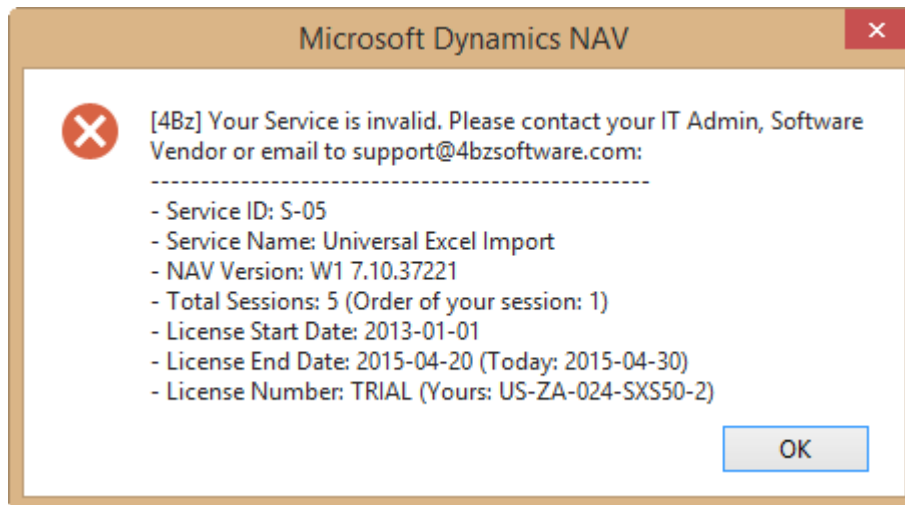 Microsoft Dynamics NAV
[4Bz] Your Service is invalid. Please contact your IT Admin, Software
Vendor or email to support@4bzsoftware.com:
--------------------------------------------------
- Service ID: S-05
- Service Name: Universal Excel Import
- NAV Version: W1 7.10.37221
- Total Sessions: 5 (Order of your session: 1)
- License Start Date: 2013-01-01
- License End Date: 2015-04-20 (Today: 2015-04-30)
- License Number: TRIAL (Yours: US-ZA-024-SXS50-2)
OK